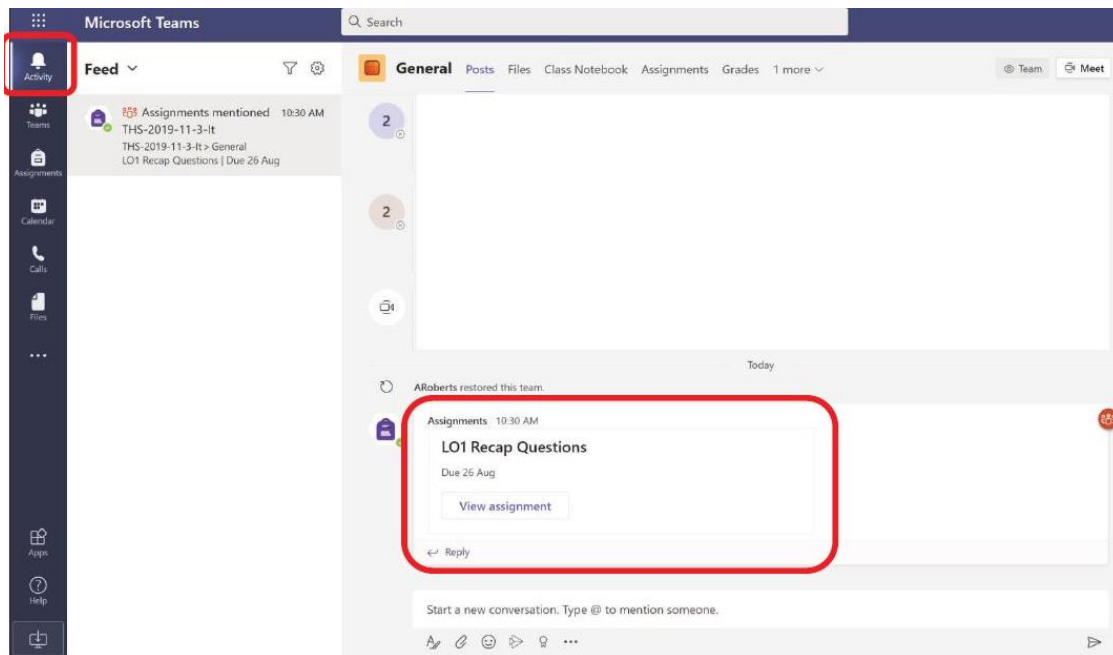 Microsoft Teams
Search
Activity
Teams
Assignments
Calendar
Calls
Files
Apps
Help
Feed
Assignments mentioned 10:30 AM
THS-2019-11-3-It
THS-2019-11-3-It > General
LO1 Recap Questions | Due 26 Aug
General Posts Files Class Notebook Assignments Grades 1 more
Team Meet
2
2
Today
ARoberts restored this team.
Assignments 10:30 AM
LO1 Recap Questions
Due 26 Aug
View assignment
Reply
Start a new conversation. Type @ to mention someone.